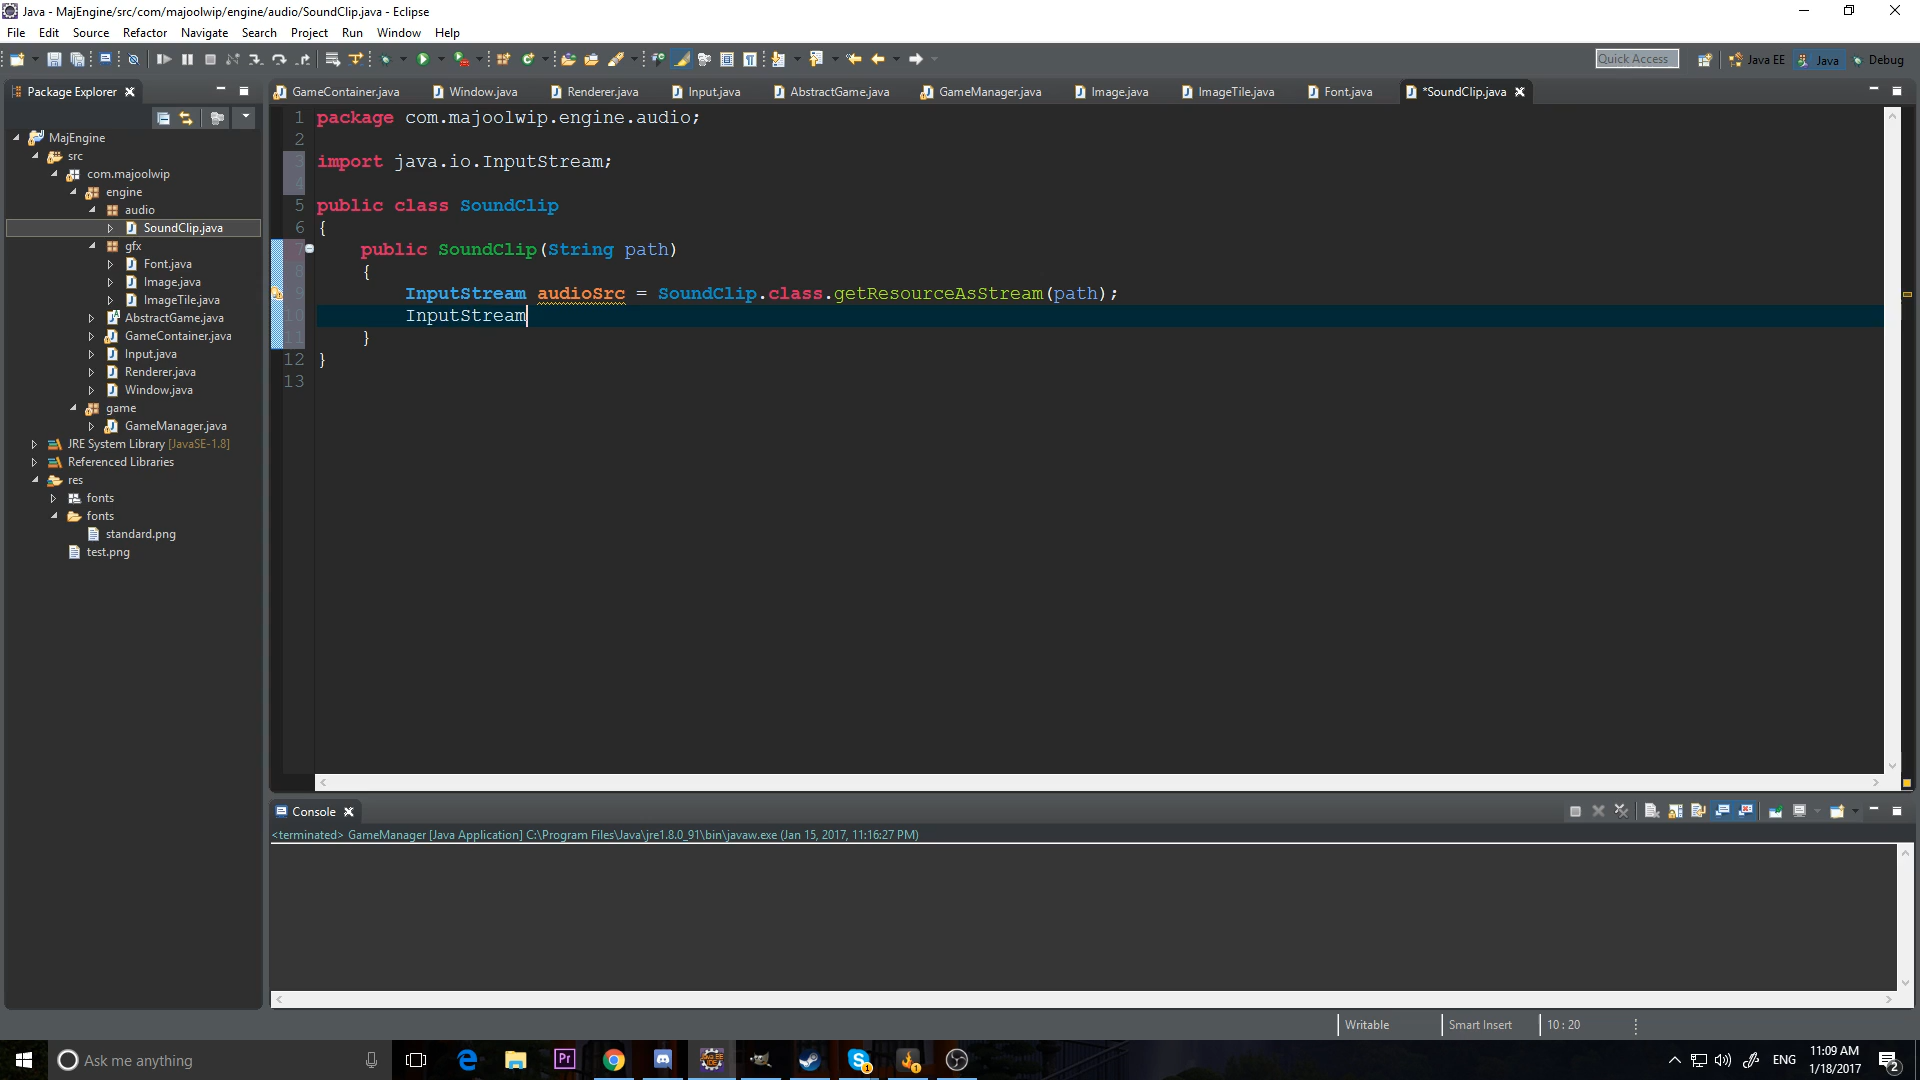 Java - MajEngine/src/com/majoolwip/engine/audio/SoundClip.java - Eclipse
File Edit Source Refactor Navigate Search Project Run Window Help
Quick Access Java EE Java Debug
Package Explorer
GameContainer.java Window.java Renderer.java Input.java AbstractGame.java GameManager.java Image.java ImageTile.java Font.java *SoundClip.java
MajEngine
src
com.majoolwip
engine
audio
SoundClip.java
gfx
Font.java
Image.java
ImageTile.java
AbstractGame.java
GameContainer.java
Input.java
Renderer.java
Window.java
game
GameManager.java
JRE System Library [JavaSE-1.8]
Referenced Libraries
res
fonts
fonts
standard.png
test.png
1 package com.majoolwip.engine.audio;
2
3 import java.io.InputStream;
4
5 public class SoundClip
6 {
7 public SoundClip(String path)
8 {
9 InputStream audioSrc = SoundClip.class.getResourceAsStream(path);
10 InputStream
11 }
12 }
13
Console
<terminated> GameManager [Java Application] C:\Program Files\Java\jre1.8.0_91\bin\javaw.exe (Jan 15, 2017, 11:16:27 PM)
Writable Smart Insert 10 : 20
Ask me anything
ENG
11:09 AM
1/18/2017
2